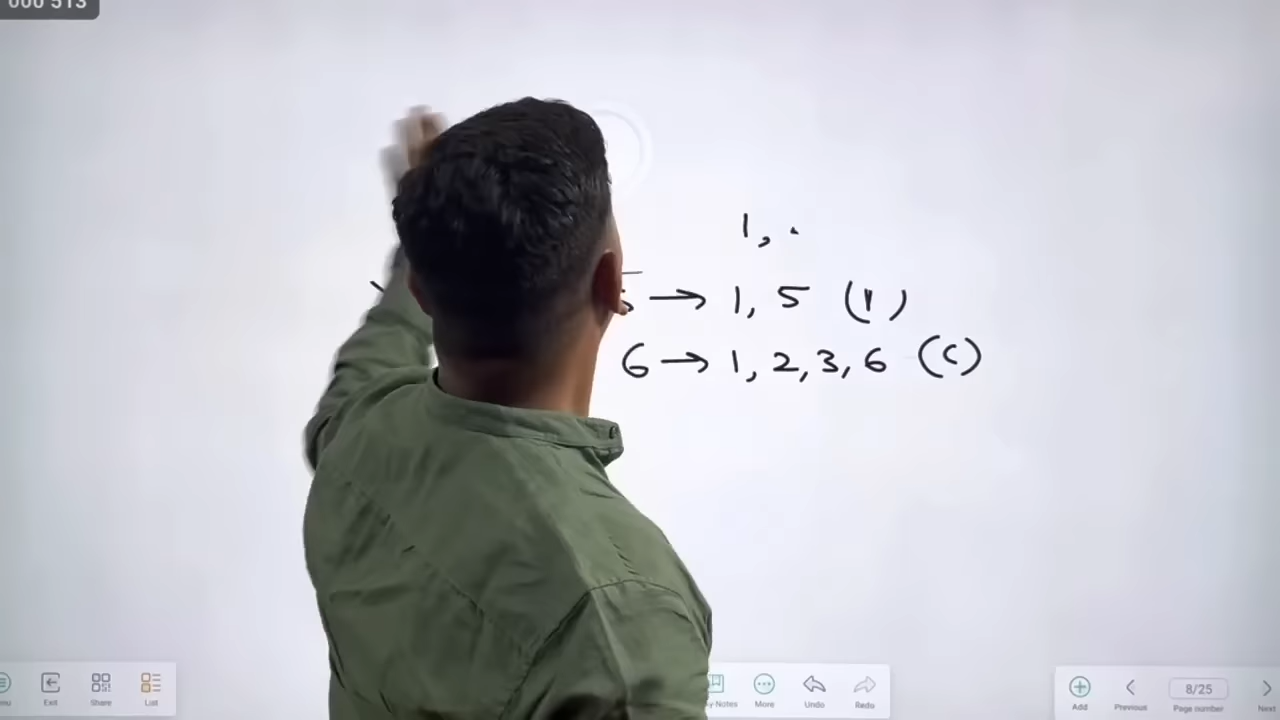 513
1,
→ 1, 5 (P)
6 → 1, 2, 3, 6 (C)
Exit
Share
List
More
Undo
Redo
Add
Previous
8/25
Page number
Next